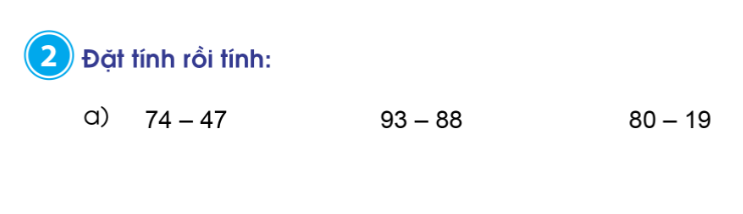 2 Đặt tính rồi tính:
a) 74 – 47 93 – 88 80 – 19